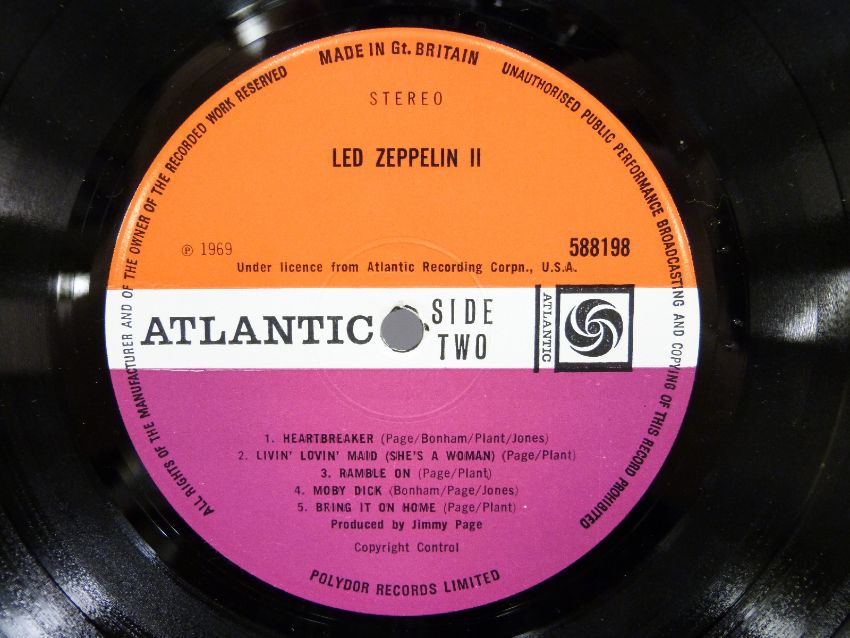 MADE IN Gt. BRITAIN
UNAUTHORISED PUBLIC PERFORMANCE BROADCASTING AND COPYING OF THIS RECORD PROHIBITED
ALL RIGHTS OF THE MANUFACTURER AND OF THE OWNER OF THE RECORDED WORK RESERVED
STEREO
LED ZEPPELIN II
℗ 1969
588198
Under licence from Atlantic Recording Corpn., U.S.A.
ATLANTIC
SIDE
TWO
ATLANTIC
1. HEARTBREAKER (Page/Bonham/Plant/Jones)
2. LIVIN' LOVIN' MAID (SHE'S A WOMAN) (Page/Plant)
3. RAMBLE ON (Page/Plant)
4. MOBY DICK (Bonham/Page/Jones)
5. BRING IT ON HOME (Page/Plant)
Produced by Jimmy Page
Copyright Control
POLYDOR RECORDS LIMITED